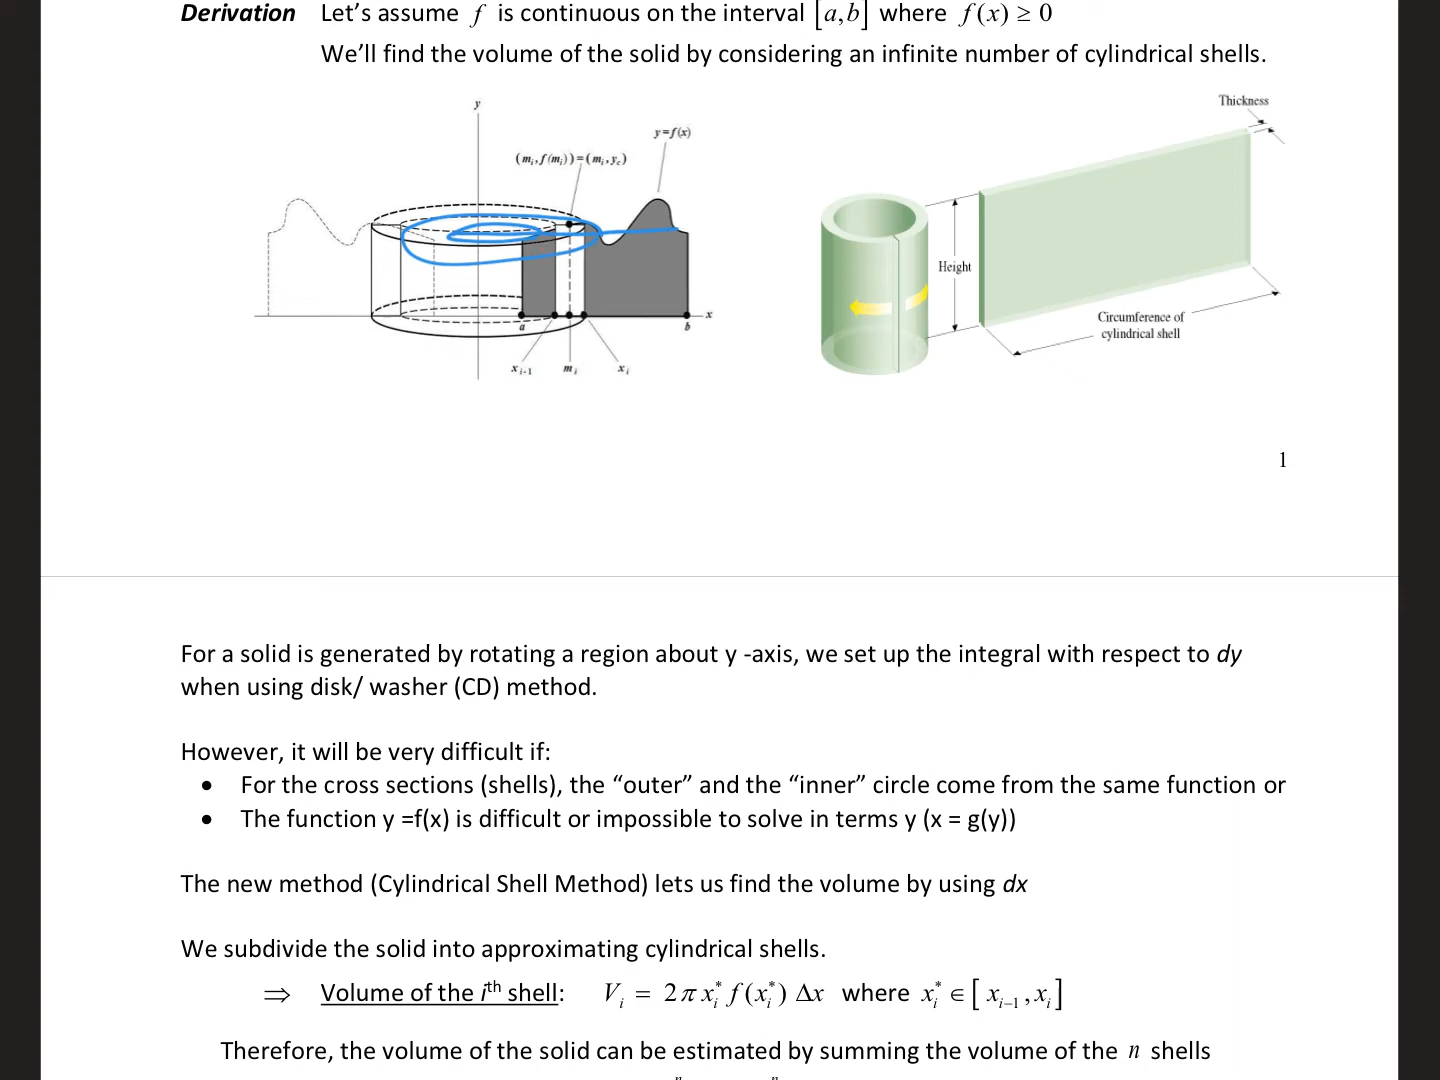 Derivation Let's assume f is continuous on the interval [a,b] where f(x) ≥ 0
We'll find the volume of the solid by considering an infinite number of cylindrical shells.
y
y=f(x)
(mᵢ, f(mᵢ))=(mᵢ, y꜀)
a
b
x
xᵢ₋₁
mᵢ
xᵢ
Thickness
Height
Circumference of
cylindrical shell
1
For a solid is generated by rotating a region about y -axis, we set up the integral with respect to dy
when using disk/ washer (CD) method.
However, it will be very difficult if:
• For the cross sections (shells), the “outer” and the “inner” circle come from the same function or
• The function y =f(x) is difficult or impossible to solve in terms y (x = g(y))
The new method (Cylindrical Shell Method) lets us find the volume by using dx
We subdivide the solid into approximating cylindrical shells.
⇒ Volume of the iᵗʰ shell: Vᵢ = 2π xᵢ* f(xᵢ*) Δx where xᵢ* ∈ [xᵢ₋₁, xᵢ]
Therefore, the volume of the solid can be estimated by summing the volume of the n shells
n n